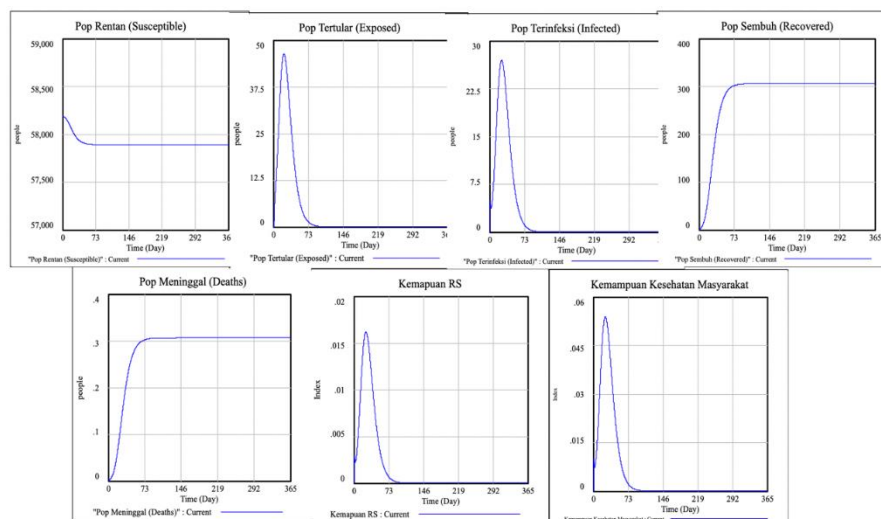 Pop Rentan (Susceptible)
59,000
58,500
58,000
57,500
57,000
people
0 73 146 219 292 36
Time (Day)
"Pop Rentan (Susceptible)" : Current
Pop Tertular (Exposed)
50
37.5
25
12.5
0
people
0 73 146 219 292
Time (Day)
"Pop Tertular (Exposed)" : Current
Pop Terinfeksi (Infected)
30
22.5
15
7.5
0
people
0 73 146 219 292
Time (Day)
"Pop Terinfeksi (Infected)" : Current
Pop Sembuh (Recovered)
400
300
200
100
0
people
0 73 146 219 292 365
Time (Day)
"Pop Sembuh (Recovered)" : Current
Pop Meninggal (Deaths)
.4
.3
.2
.1
0
people
0 73 146 219 292 365
Time (Day)
"Pop Meninggal (Deaths)" : Current
Kemapuan RS
.02
.015
.01
.005
0
Index
0 73 146 219 292 365
Time (Day)
Kemapuan RS : Current
Kemampuan Kesehatan Masyarakat
.06
.045
.03
.015
0
Index
0 73 146 219 292 365
Time (Day)
Kemampuan Kesehatan Masyarakat : Current